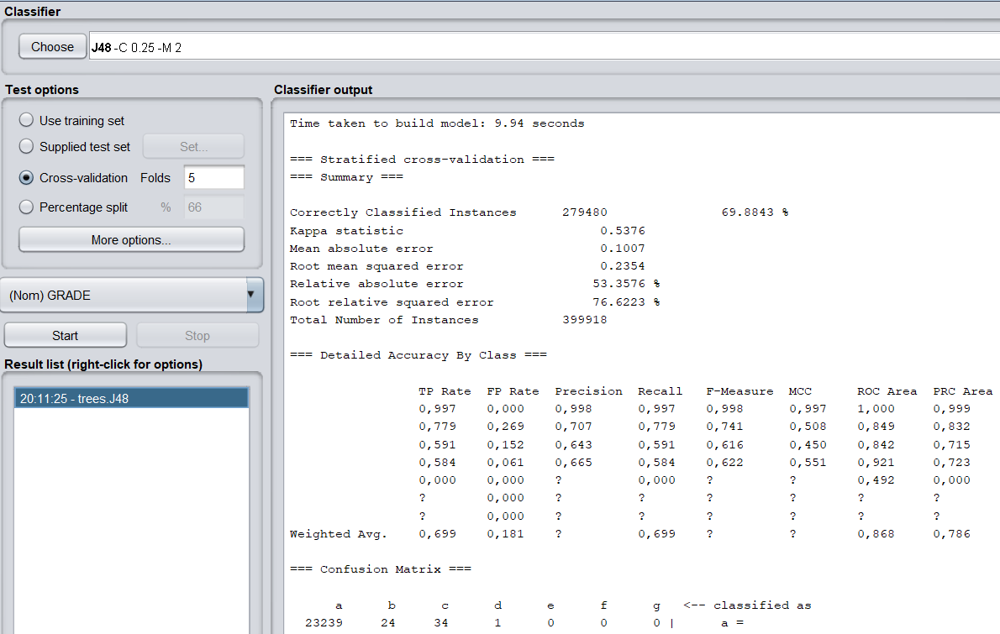 Classifier
Choose J48 -C 0.25 -M 2
Test options
Use training set
Supplied test set Set...
Cross-validation Folds 5
Percentage split % 66
More options...
(Nom) GRADE
Start Stop
Result list (right-click for options)
20:11:25 - trees.J48
Classifier output
Time taken to build model: 9.94 seconds
=== Stratified cross-validation ===
=== Summary ===
Correctly Classified Instances 279480 69.8843 %
Kappa statistic 0.5376
Mean absolute error 0.1007
Root mean squared error 0.2354
Relative absolute error 53.3576 %
Root relative squared error 76.6223 %
Total Number of Instances 399918
=== Detailed Accuracy By Class ===
TP Rate FP Rate Precision Recall F-Measure MCC ROC Area PRC Area
0,997 0,000 0,998 0,997 0,998 0,997 1,000 0,999
0,779 0,269 0,707 0,779 0,741 0,508 0,849 0,832
0,591 0,152 0,643 0,591 0,616 0,450 0,842 0,715
0,584 0,061 0,665 0,584 0,622 0,551 0,921 0,723
0,000 0,000 ? 0,000 ? ? 0,492 0,000
? 0,000 ? ? ? ? ? ?
? 0,000 ? ? ? ? ? ?
Weighted Avg. 0,699 0,181 ? 0,699 ? ? 0,868 0,786
=== Confusion Matrix ===
a b c d e f g <-- classified as
23239 24 34 1 0 0 0 | a =